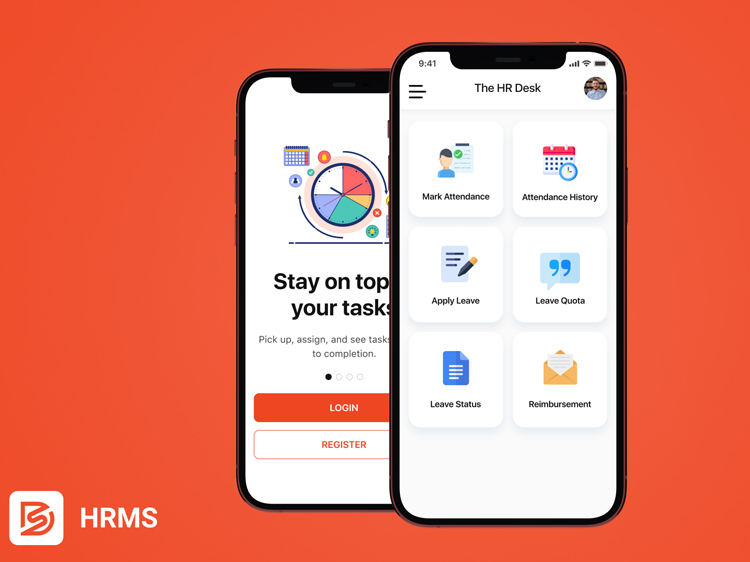 9:41
The HR Desk
Mark Attendance
Attendance History
Apply Leave
Leave Quota
Leave Status
Reimbursement
Stay on top
your tasks
Pick up, assign, and see tasks
to completion.
LOGIN
REGISTER
HRMS